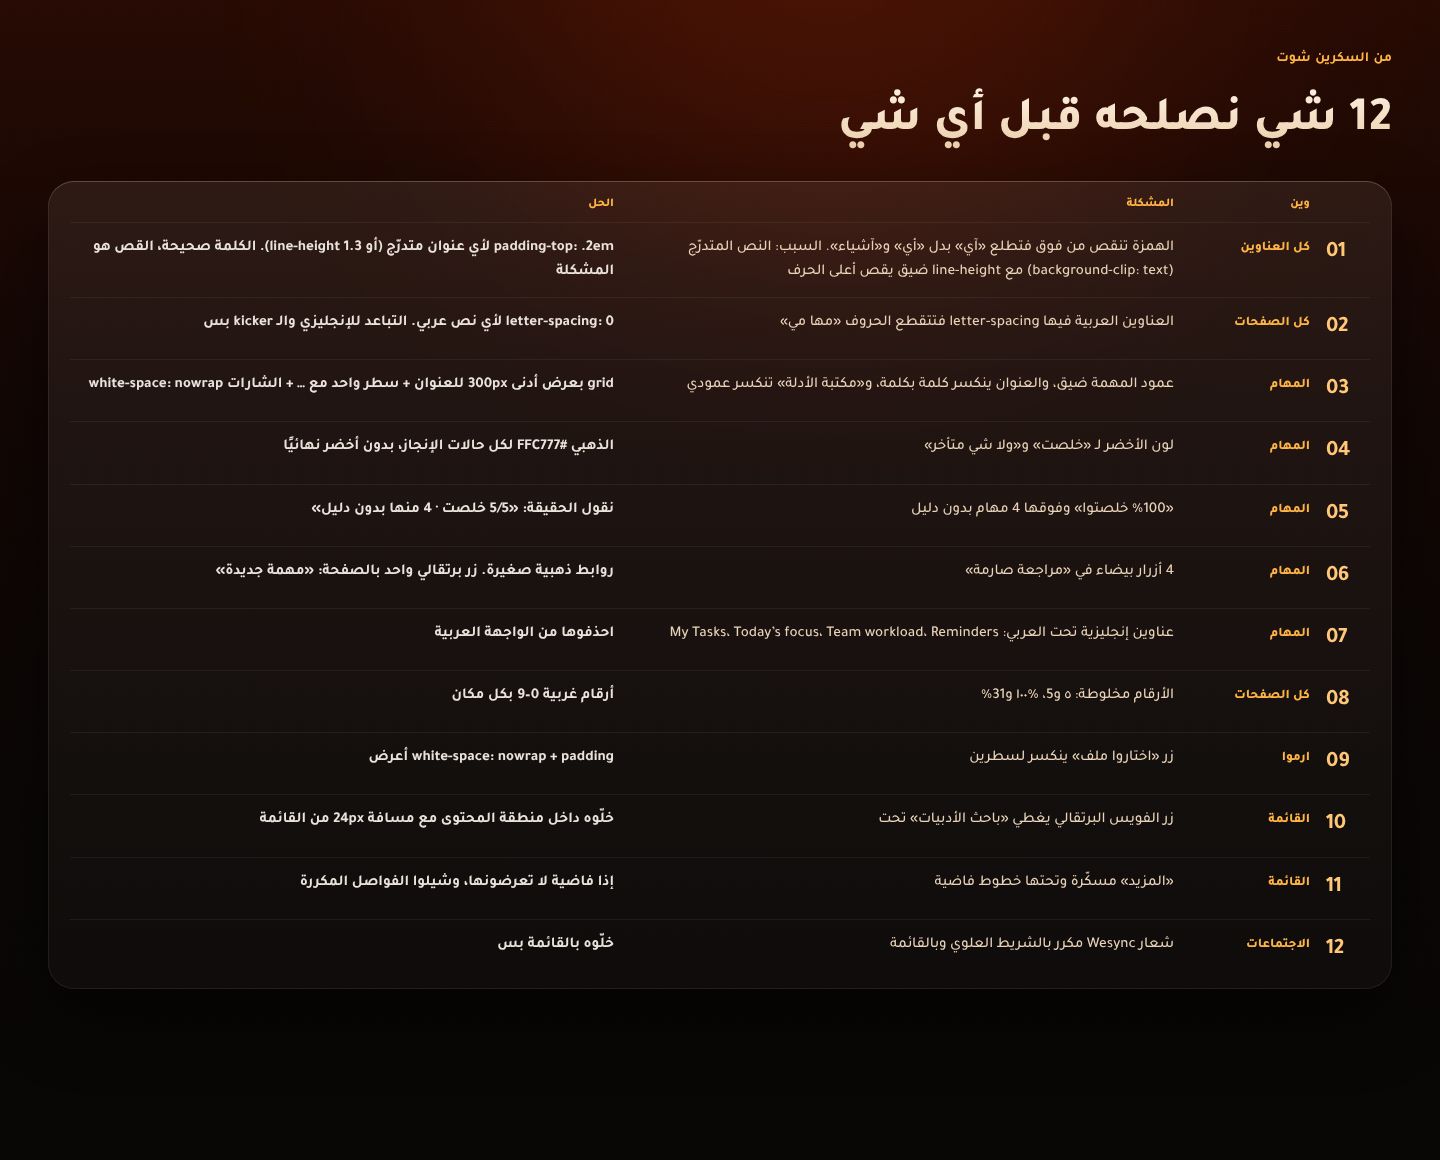 من السكرين شوت
12 شي نصلحه قبل أي شي
وين المشكلة الحل
01 كل العناوين الهمزة تنقص من فوق فتطلع «آي» بدل «أي» و«آشياء». السبب: النص المتدرّج (background-clip: text) مع line-height ضيق يقص أعلى الحرف padding-top: .2em لأي عنوان متدرّج (أو line-height 1.3). الكلمة صحيحة، القص هو المشكلة
02 كل الصفحات العناوين العربية فيها letter-spacing فتتقطع الحروف «مها مي» letter-spacing: 0 لأي نص عربي. التباعد للإنجليزي والـ kicker بس
03 المهام عمود المهمة ضيق، والعنوان ينكسر كلمة بكلمة، و«مكتبة الأدلة» تنكسر عمودي grid بعرض أدنى 300px للعنوان + سطر واحد مع … + الشارات white-space: nowrap
04 المهام لون الأخضر لـ «خلصت» و«ولا شي متأخر» الذهبي #FFC777 لكل حالات الإنجاز، بدون أخضر نهائيًا
05 المهام «100% خلصتوا» وفوقها 4 مهام بدون دليل نقول الحقيقة: «5/5 خلصت · 4 منها بدون دليل»
06 المهام 4 أزرار بيضاء في «مراجعة صارمة» روابط ذهبية صغيرة. زر برتقالي واحد بالصفحة: «مهمة جديدة»
07 المهام عناوين إنجليزية تحت العربي: My Tasks، Today’s focus، Team workload، Reminders احذفوها من الواجهة العربية
08 كل الصفحات الأرقام مخلوطة: ٥ و5، ١٠٠% و31% أرقام غربية 0-9 بكل مكان
09 ارموا زر «اختاروا ملف» ينكسر لسطرين white-space: nowrap + padding أعرض
10 القائمة زر الفويس البرتقالي يغطي «باحث الأدبيات» تحت خلّوه داخل منطقة المحتوى مع مسافة 24px من القائمة
11 القائمة «المزيد» مسكّرة وتحتها خطوط فاضية إذا فاضية لا تعرضونها، وشيلوا الفواصل المكررة
12 الاجتماعات شعار Wesync مكرر بالشريط العلوي وبالقائمة خلّوه بالقائمة بس